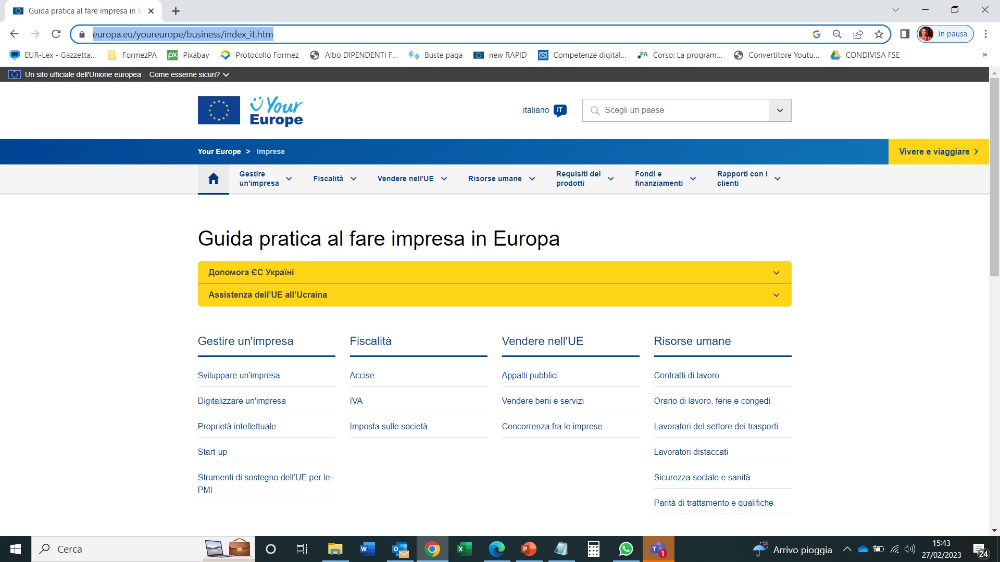 Guida pratica al fare impresa in E
europa.eu/youreurope/business/index_it.htm
In pausa
EUR-Lex - Gazzetta...
FormezPA
Pixabay
Protocollo Formez
Albo DIPENDENTI F...
Buste paga
new RAPID
Competenze digital...
Corso: La program...
Convertitore Youtu...
CONDIVISA FSE
»
Un sito ufficiale dell'Unione europea
Come esserne sicuri?
Your
Europe
italiano IT
Scegli un paese
Your Europe > Imprese
Vivere e viaggiare
Gestire
un'impresa
Fiscalità
Vendere nell'UE
Risorse umane
Requisiti dei
prodotti
Fondi e
finanziamenti
Rapporti con i
clienti
Guida pratica al fare impresa in Europa
Допомога ЄС Україні
Assistenza dell’UE all’Ucraina
Gestire un'impresa
Sviluppare un'impresa
Digitalizzare un'impresa
Proprietà intellettuale
Start-up
Strumenti di sostegno dell'UE per le
PMI
Fiscalità
Accise
IVA
Imposta sulle società
Vendere nell'UE
Appalti pubblici
Vendere beni e servizi
Concorrenza fra le imprese
Risorse umane
Contratti di lavoro
Orario di lavoro, ferie e congedi
Lavoratori del settore dei trasporti
Lavoratori distaccati
Sicurezza sociale e sanità
Parità di trattamento e qualifiche
Cerca
Arrivo pioggia
15:43
27/02/2023
24